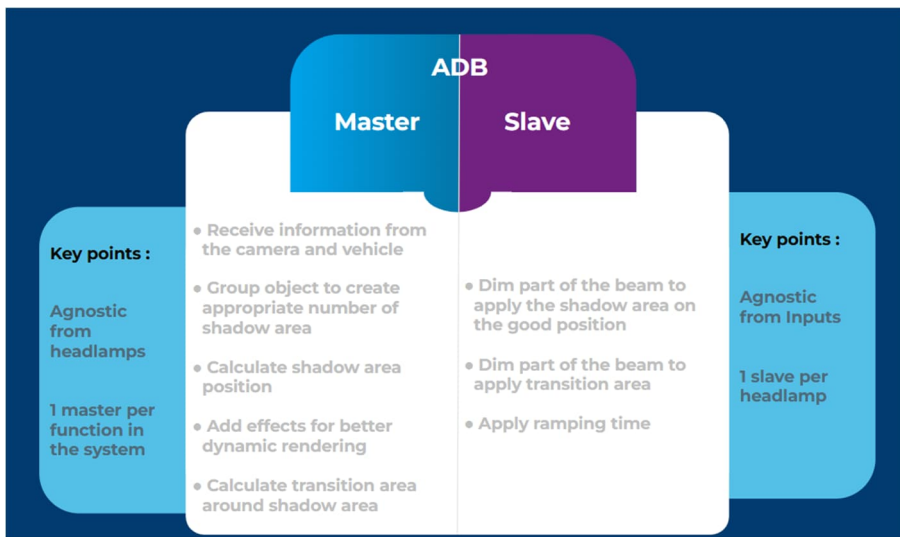 ADB
Master
Slave
Key points :
Agnostic
from
headlamps
1 master per
function in
the system
● Receive information from
the camera and vehicle
● Group object to create
appropriate number of
shadow area
● Calculate shadow area
position
● Add effects for better
dynamic rendering
● Calculate transition area
around shadow area
● Dim part of the beam to
apply the shadow area on
the good position
● Dim part of the beam to
apply transition area
● Apply ramping time
Key points :
Agnostic
from Inputs
1 slave per
headlamp